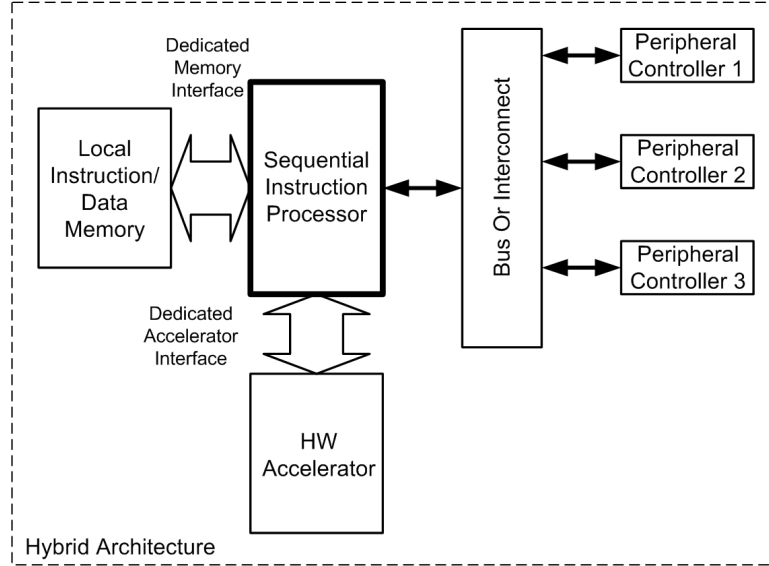 Dedicated
Memory
Interface
Local
Instruction/
Data
Memory
Sequential
Instruction
Processor
Bus Or Interconnect
Peripheral
Controller 1
Peripheral
Controller 2
Peripheral
Controller 3
Dedicated
Accelerator
Interface
HW
Accelerator
Hybrid Architecture